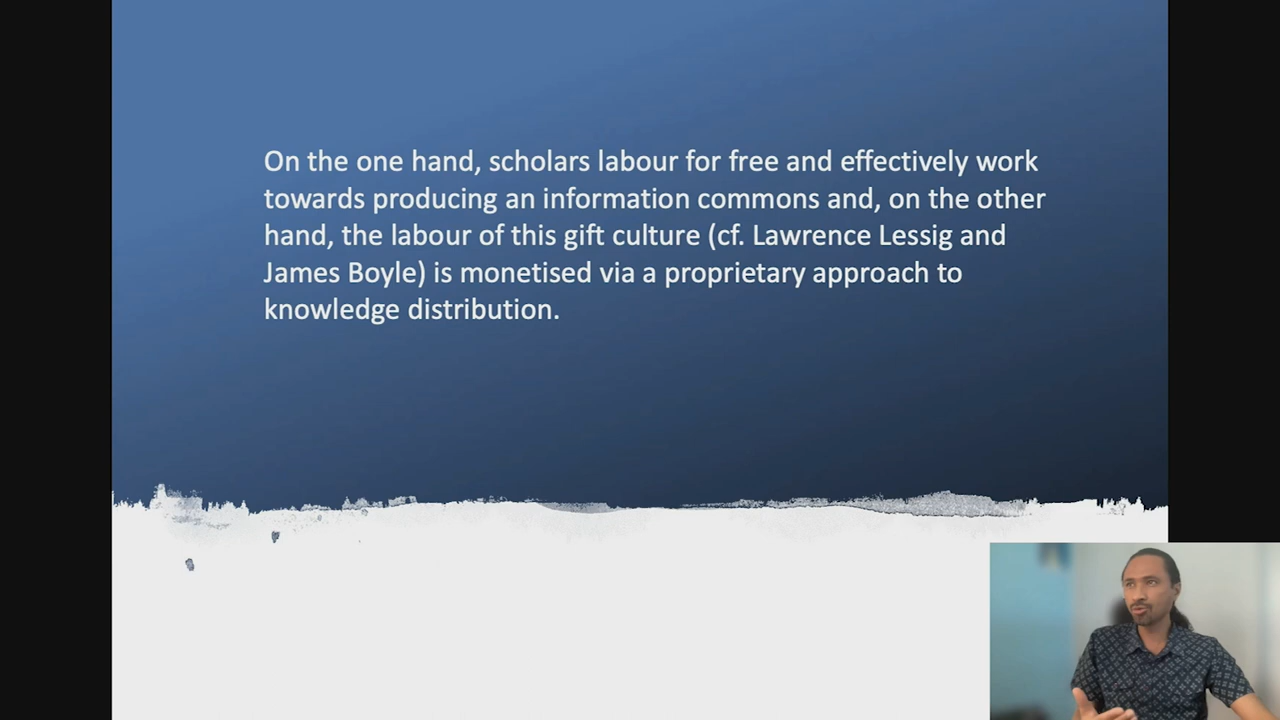 On the one hand, scholars labour for free and effectively work
towards producing an information commons and, on the other
hand, the labour of this gift culture (cf. Lawrence Lessig and
James Boyle) is monetised via a proprietary approach to
knowledge distribution.